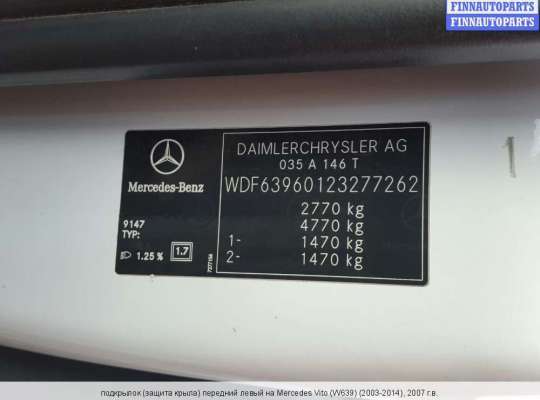 FINNAUTOPARTS
FINNAUTOPARTS
DAIMLERCHRYSLER AG
035 A 146 T
Mercedes-Benz
WDF63960123277262
2770 kg
4770 kg
1- 1470 kg
2- 1470 kg
9147
TYP:
1.25 % 1.7
подкрылок (защита крыла) передний левый на Mercedes Vito (W639) (2003-2014), 2007 г.в.